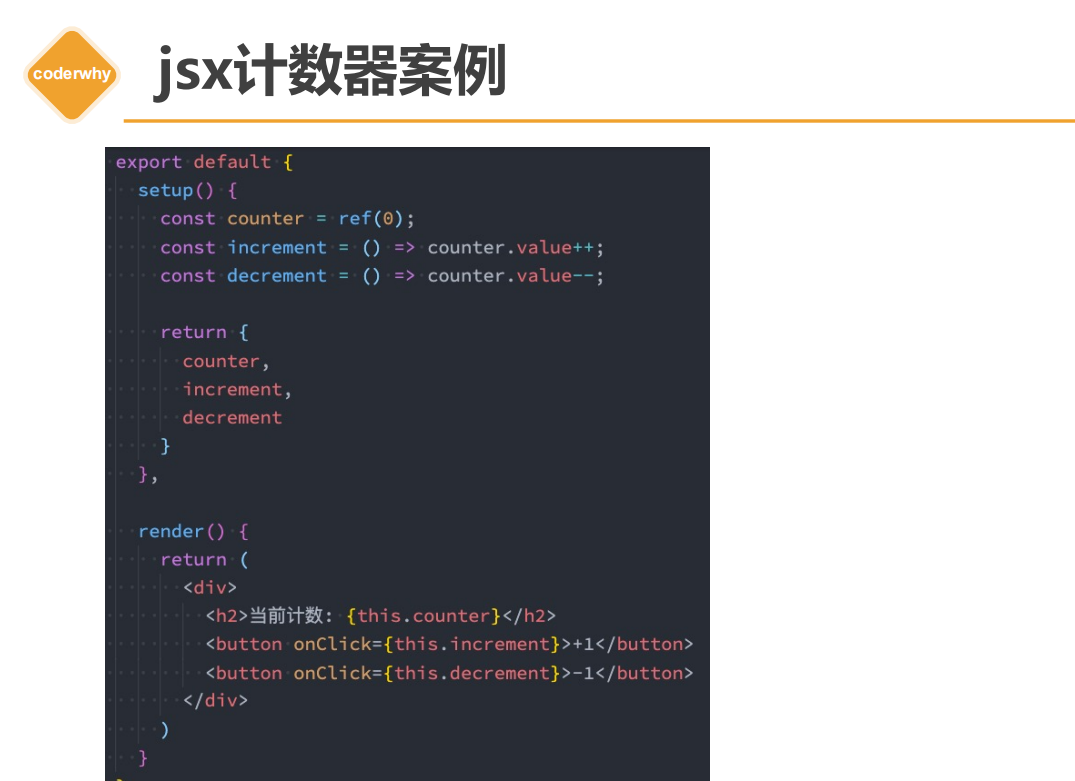 coderwhy
jsx计数器案例
export default {
setup() {
const counter = ref(0);
const increment = () => counter.value++;
const decrement = () => counter.value--;
return {
counter,
increment,
decrement
}
},
render() {
return (
<div>
<h2>当前计数: {this.counter}</h2>
<button onClick={this.increment}>+1</button>
<button onClick={this.decrement}>-1</button>
</div>
)
}